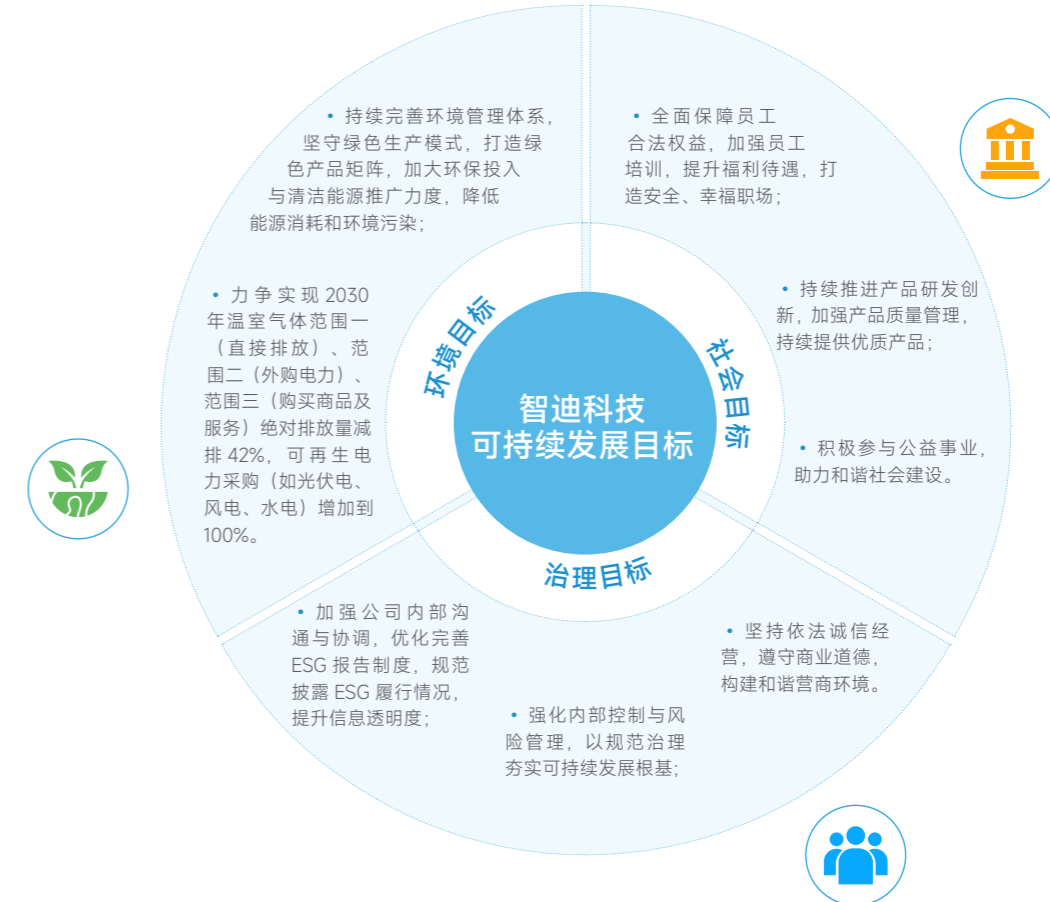 智迪科技
可持续发展目标
环境目标
• 持续完善环境管理体系，
坚守绿色生产模式，打造绿
色产品矩阵，加大环保投入
与清洁能源推广力度，降低
能源消耗和环境污染；
• 力争实现 2030
年温室气体范围一
（直接排放）、范
围二（外购电力）、
范围三（购买商品及
服务）绝对排放量减
排 42%，可再生电
力采购（如光伏电、
风电、水电）增加到
100%。
社会目标
• 全面保障员工
合法权益，加强员工
培训，提升福利待遇，打
造安全、幸福职场；
• 持续推进产品研发创
新，加强产品质量管理，
持续提供优质产品；
• 积极参与公益事业，
助力和谐社会建设。
治理目标
• 加强公司内部沟
通与协调，优化完善
ESG 报告制度，规范
披露 ESG 履行情况，
提升信息透明度；
• 强化内部控制与风
险管理，以规范治理
夯实可持续发展根基；
• 坚持依法诚信经
营，遵守商业道德，
构建和谐营商环境。